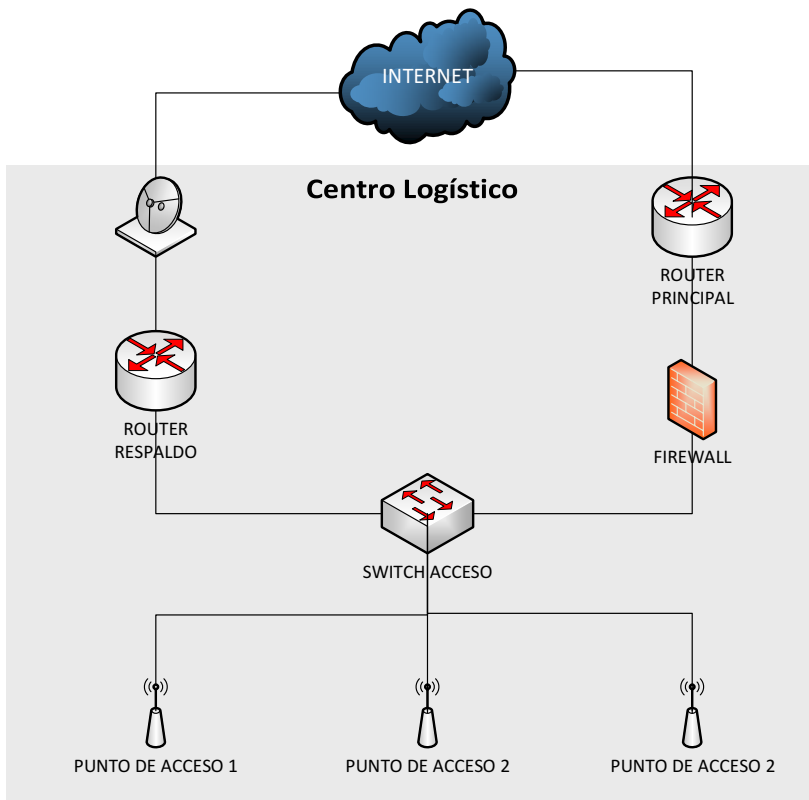 INTERNET
Centro Logístico
ROUTER
PRINCIPAL
ROUTER
RESPALDO
FIREWALL
SWITCH ACCESO
PUNTO DE ACCESO 1
PUNTO DE ACCESO 2
PUNTO DE ACCESO 2